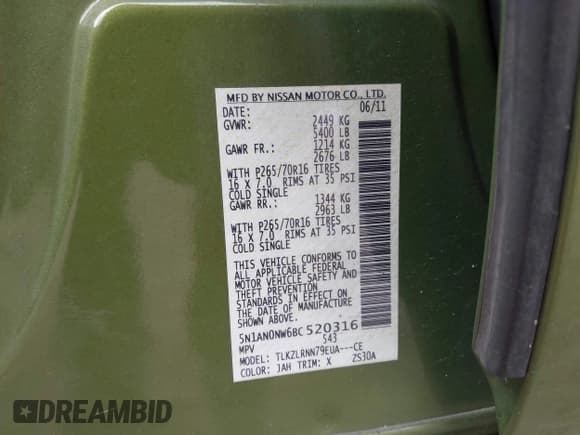 MFD BY NISSAN MOTOR CO., LTD.
DATE: 06/11
GVWR: 2449 KG
5400 LB
GAWR FR.: 1214 KG
2676 LB
WITH P265/70R16 TIRES
16 X 7.0 RIMS AT 35 PSI
COLD SINGLE
GAWR RR.: 1344 KG
2963 LB
WITH P265/70R16 TIRES
16 X 7.0 RIMS AT 35 PSI
COLD SINGLE
THIS VEHICLE CONFORMS TO
ALL APPLICABLE FEDERAL
MOTOR VEHICLE SAFETY AND
THEFT PREVENTION
STANDARDS IN EFFECT ON
THE DATE OF MANUFACTURE
SHOWN ABOVE.
5N1AN0NW6BC 520316
MPV S43
MODEL: TLKZLRNN79EUA---CE
COLOR: JAH TRIM: X ZS30A
DREAMBID